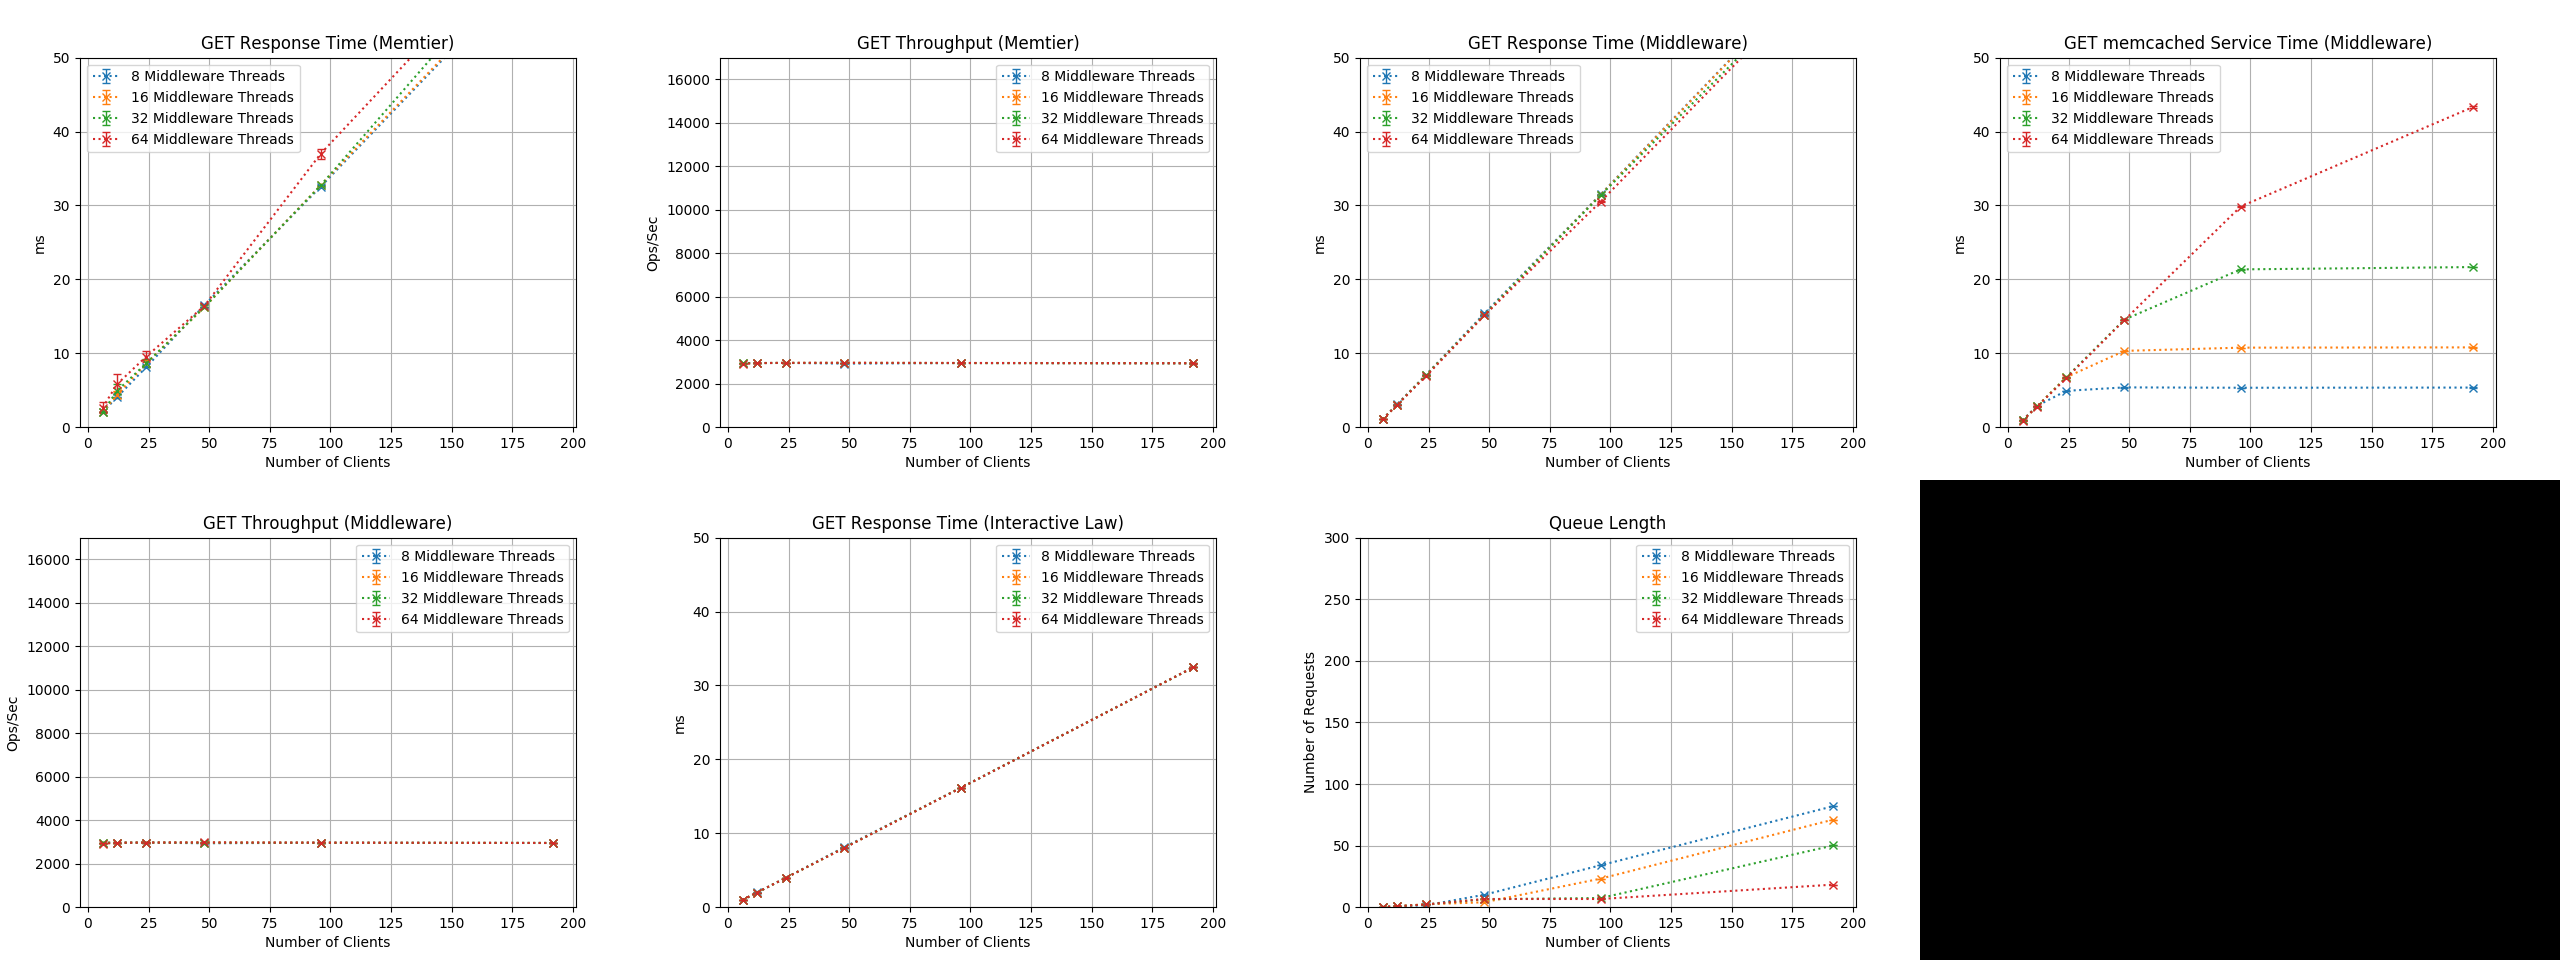 GET Response Time (Memtier)
50
40
30
20
10
0
ms
8 Middleware Threads
16 Middleware Threads
32 Middleware Threads
64 Middleware Threads
0 25 50 75 100 125 150 175 200
Number of Clients
GET Throughput (Memtier)
16000
14000
12000
10000
8000
6000
4000
2000
0
Ops/Sec
8 Middleware Threads
16 Middleware Threads
32 Middleware Threads
64 Middleware Threads
0 25 50 75 100 125 150 175 200
Number of Clients
GET Response Time (Middleware)
50
40
30
20
10
0
ms
8 Middleware Threads
16 Middleware Threads
32 Middleware Threads
64 Middleware Threads
0 25 50 75 100 125 150 175 200
Number of Clients
GET memcached Service Time (Middleware)
50
40
30
20
10
0
ms
8 Middleware Threads
16 Middleware Threads
32 Middleware Threads
64 Middleware Threads
0 25 50 75 100 125 150 175 200
Number of Clients
GET Throughput (Middleware)
16000
14000
12000
10000
8000
6000
4000
2000
0
Ops/Sec
8 Middleware Threads
16 Middleware Threads
32 Middleware Threads
64 Middleware Threads
0 25 50 75 100 125 150 175 200
Number of Clients
GET Response Time (Interactive Law)
50
40
30
20
10
0
ms
8 Middleware Threads
16 Middleware Threads
32 Middleware Threads
64 Middleware Threads
0 25 50 75 100 125 150 175 200
Number of Clients
Queue Length
300
250
200
150
100
50
0
Number of Requests
8 Middleware Threads
16 Middleware Threads
32 Middleware Threads
64 Middleware Threads
0 25 50 75 100 125 150 175 200
Number of Clients